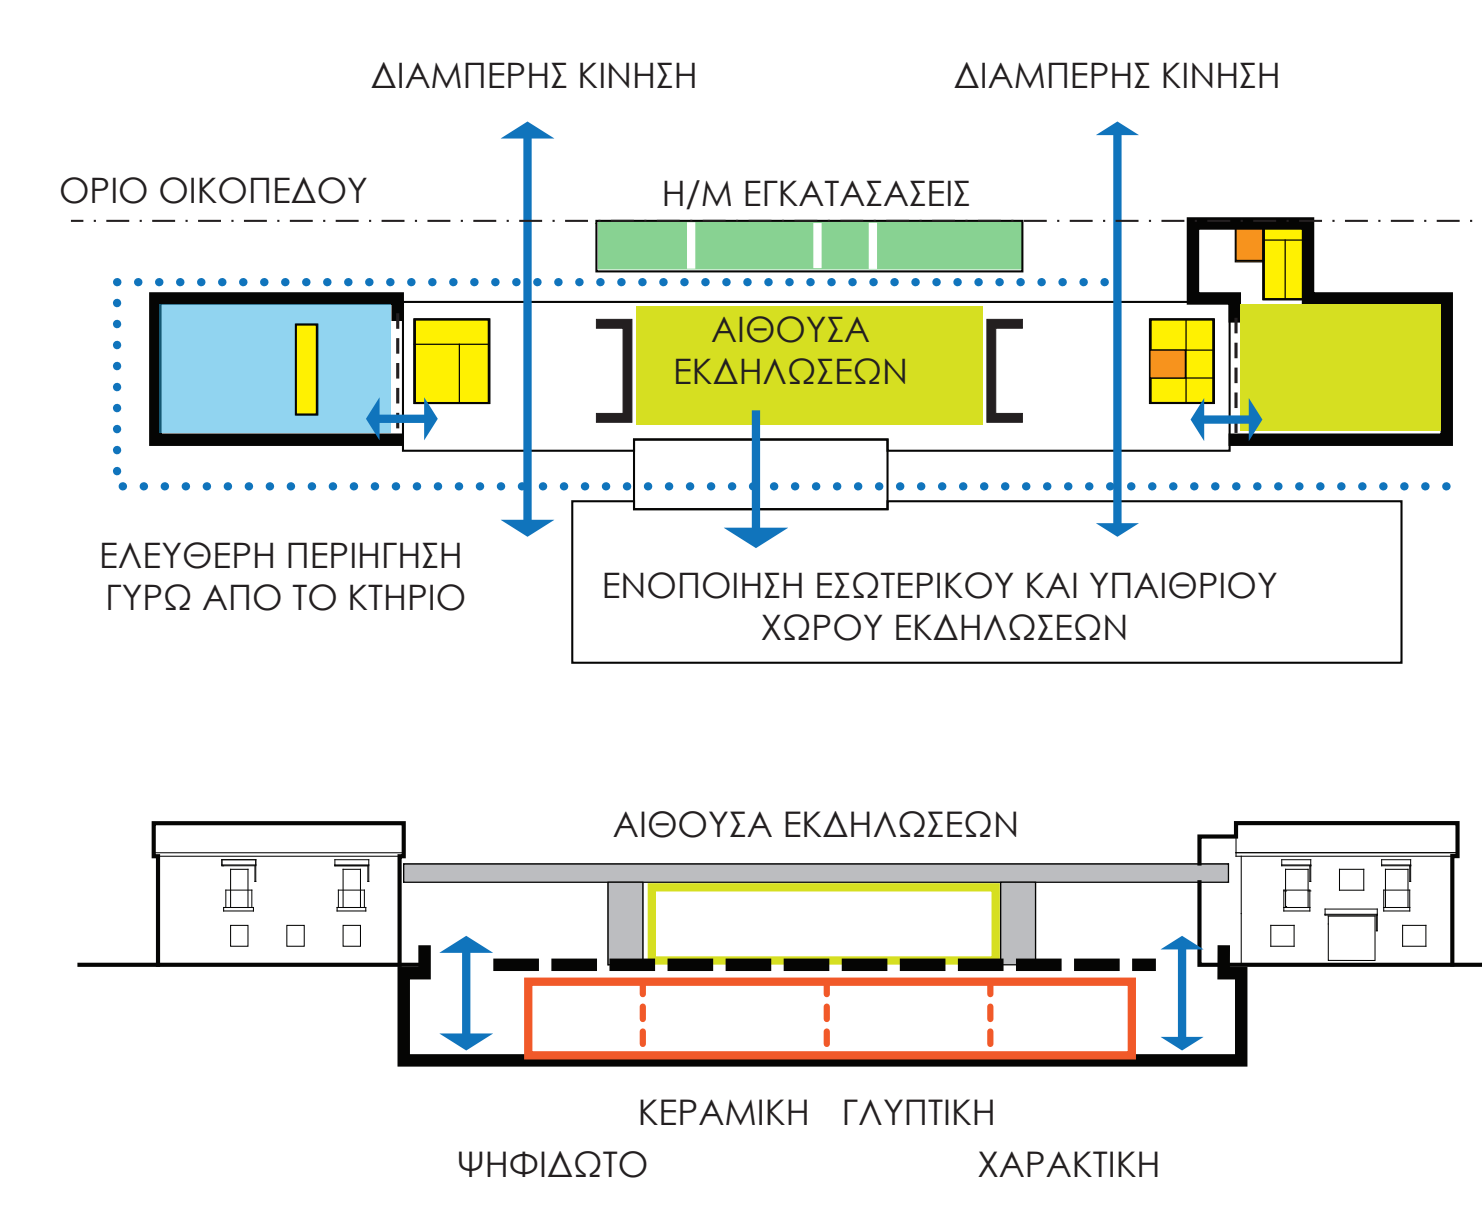 ΔΙΑΜΠΕΡΗΣ ΚΙΝΗΣΗ
ΔΙΑΜΠΕΡΗΣ ΚΙΝΗΣΗ
ΟΡΙΟ ΟΙΚΟΠΕΔΟΥ
Η/Μ ΕΓΚΑΤΑΣΑΣΕΙΣ
ΑΙΘΟΥΣΑ
ΕΚΔΗΛΩΣΕΩΝ
ΕΛΕΥΘΕΡΗ ΠΕΡΙΗΓΗΣΗ
ΓΥΡΩ ΑΠΟ ΤΟ ΚΤΗΡΙΟ
ΕΝΟΠΟΙΗΣΗ ΕΣΩΤΕΡΙΚΟΥ ΚΑΙ ΥΠΑΙΘΡΙΟΥ
ΧΩΡΟΥ ΕΚΔΗΛΩΣΕΩΝ
ΑΙΘΟΥΣΑ ΕΚΔΗΛΩΣΕΩΝ
ΚΕΡΑΜΙΚΗ ΓΛΥΠΤΙΚΗ
ΨΗΦΙΔΩΤΟ ΧΑΡΑΚΤΙΚΗ